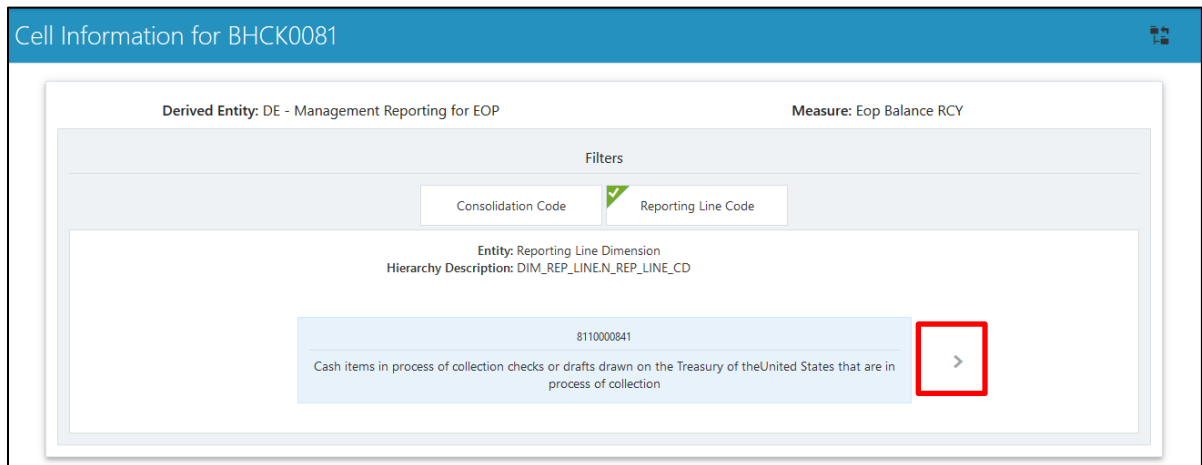 Cell Information for BHCK0081
Derived Entity: DE - Management Reporting for EOP
Measure: Eop Balance RCY
Filters
Consolidation Code
Reporting Line Code
Entity: Reporting Line Dimension
Hierarchy Description: DIM_REP_LINE.N_REP_LINE_CD
8110000841
Cash items in process of collection checks or drafts drawn on the Treasury of theUnited States that are in
process of collection